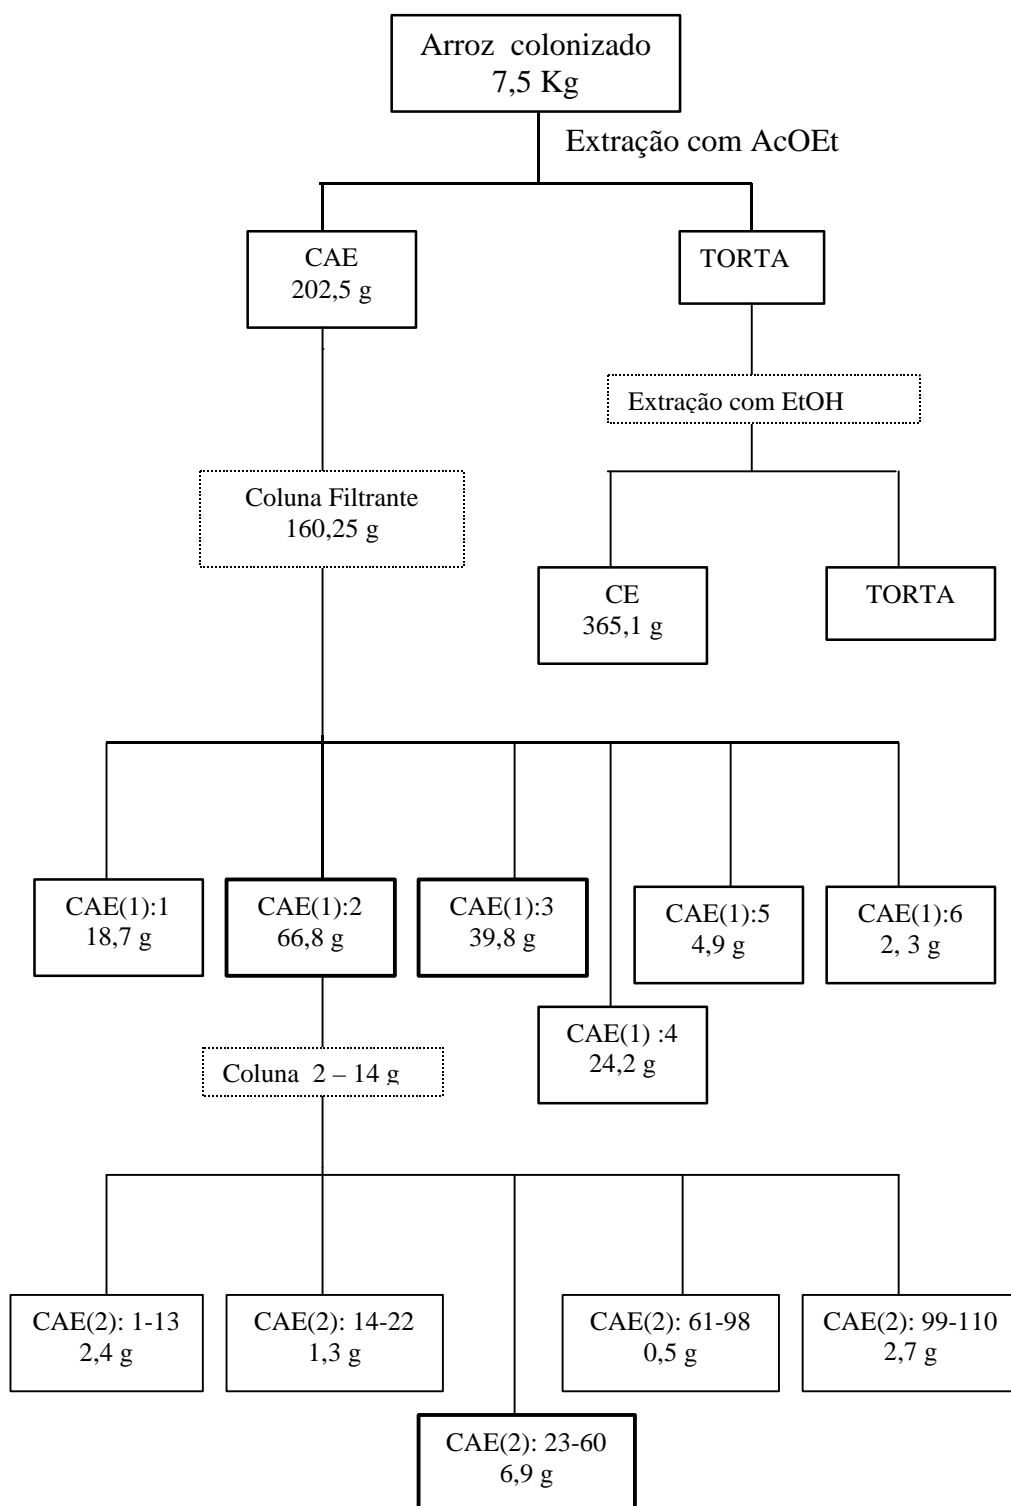 Arroz colonizado
7,5 Kg
Extração com AcOEt
CAE
202,5 g
TORTA
Extração com EtOH
Coluna Filtrante
160,25 g
CE
365,1 g
TORTA
CAE(1):1
18,7 g
CAE(1):2
66,8 g
CAE(1):3
39,8 g
CAE(1) :4
24,2 g
CAE(1):5
4,9 g
CAE(1):6
2, 3 g
Coluna 2 – 14 g
CAE(2): 1-13
2,4 g
CAE(2): 14-22
1,3 g
CAE(2): 23-60
6,9 g
CAE(2): 61-98
0,5 g
CAE(2): 99-110
2,7 g